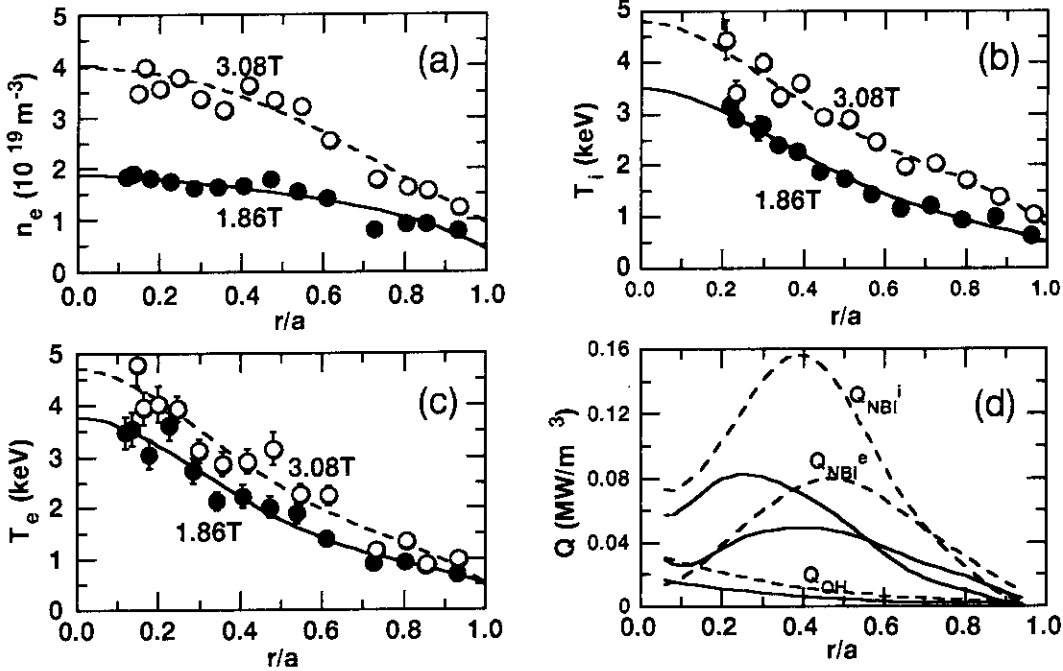 5
4
3
2
1
0
n_e (10^19 m^-3)
3.08T
1.86T
(a)
0.0 0.2 0.4 0.6 0.8 1.0
r/a
5
4
3
2
1
0
T_i (keV)
3.08T
1.86T
(b)
0.0 0.2 0.4 0.6 0.8 1.0
r/a
5
4
3
2
1
0
T_e (keV)
3.08T
1.86T
(c)
0.0 0.2 0.4 0.6 0.8 1.0
r/a
0.16
0.12
0.08
0.04
0
Q (MW/m^3)
Q_NBI^i
Q_NBI^e
Q_OH
(d)
0.0 0.2 0.4 0.6 0.8 1.0
r/a